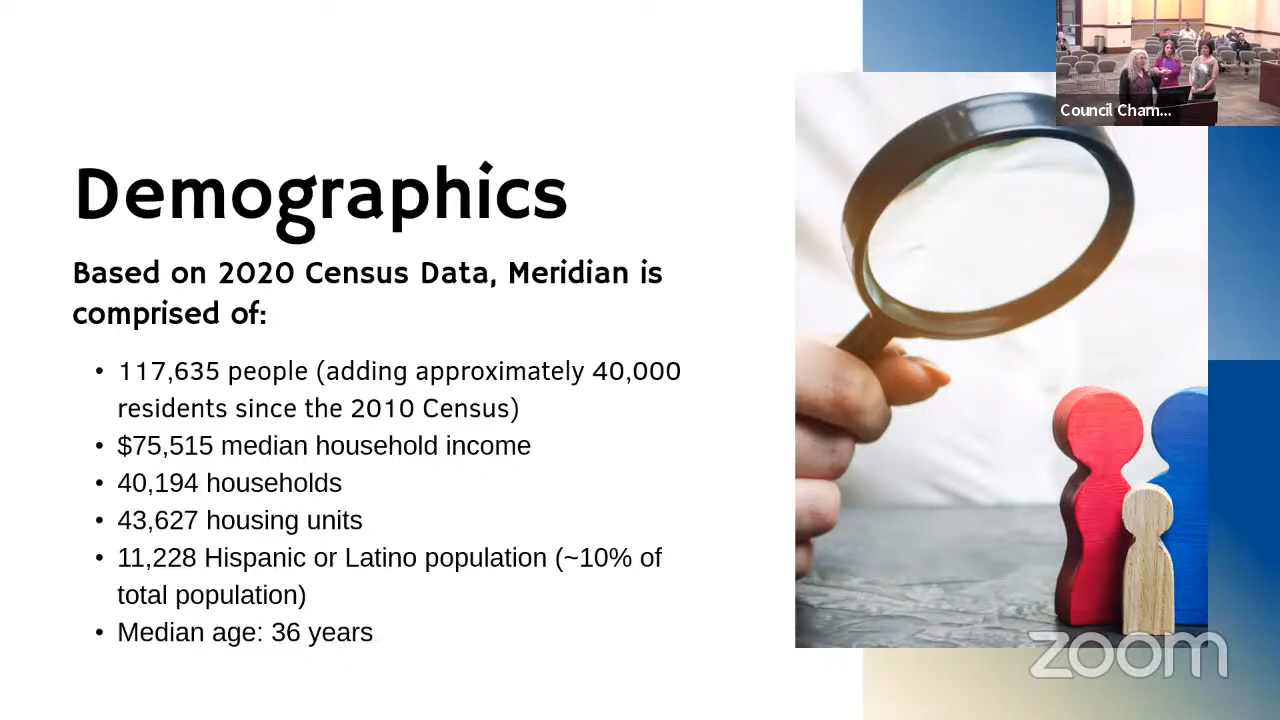 Council Cham...
Demographics
Based on 2020 Census Data, Meridian is
comprised of:
• 117,635 people (adding approximately 40,000
residents since the 2010 Census)
• $75,515 median household income
• 40,194 households
• 43,627 housing units
• 11,228 Hispanic or Latino population (~10% of
total population)
• Median age: 36 years
zoom